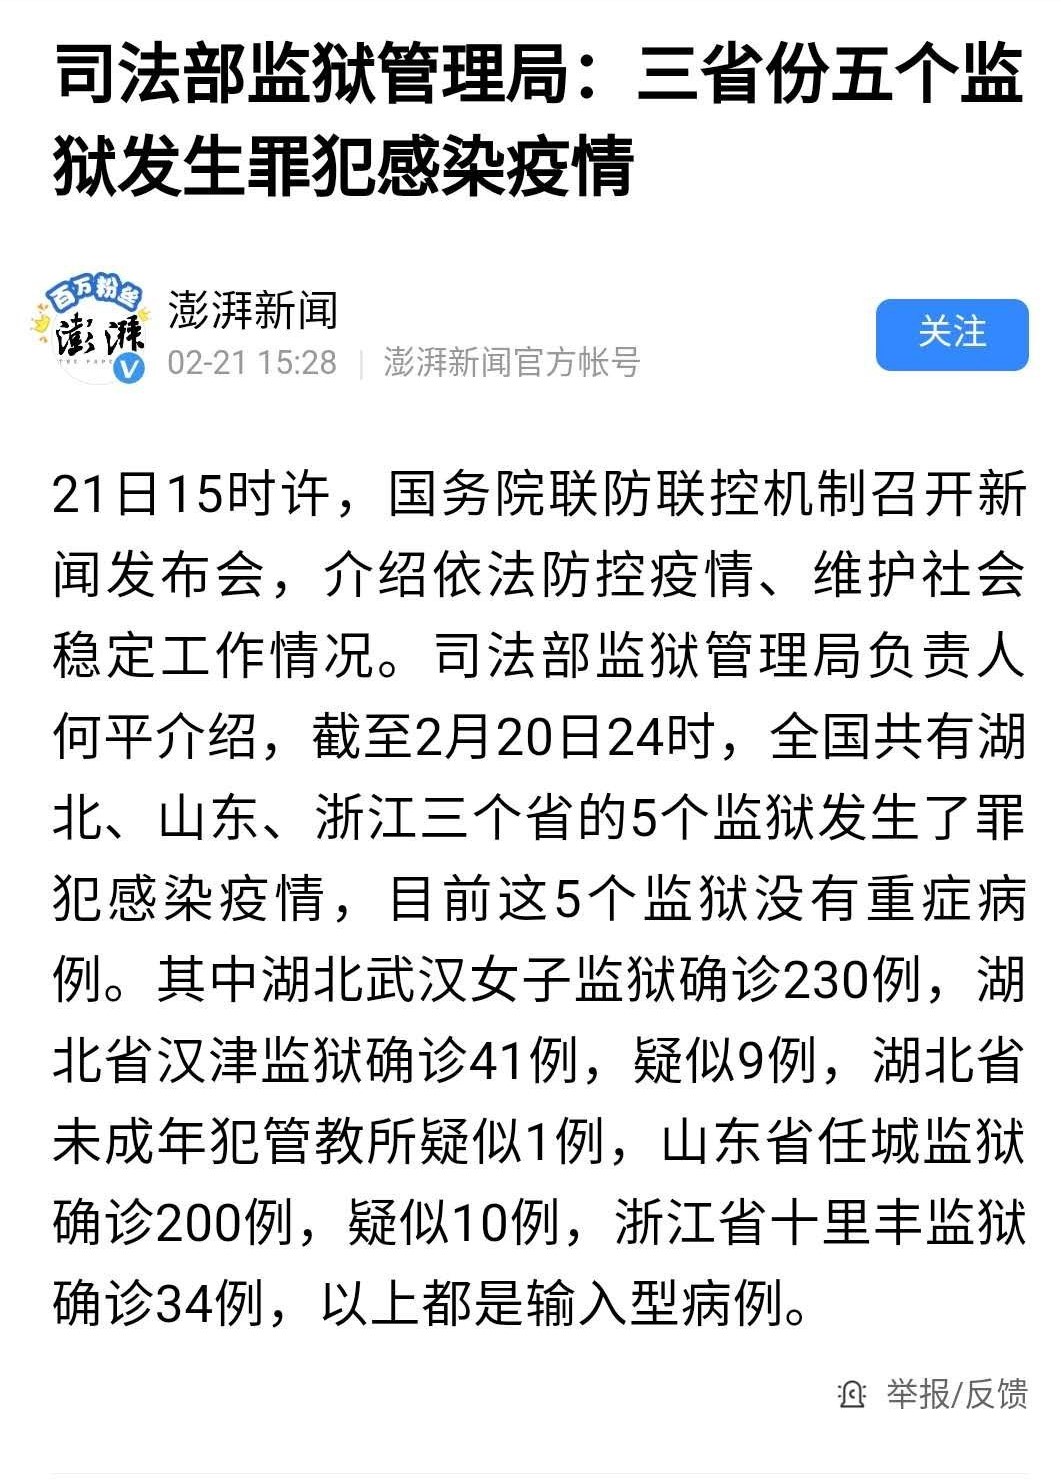 司法部监狱管理局：三省份五个监
狱发生罪犯感染疫情
百万粉丝
澎湃
澎湃新闻
02-21 15:28 | 澎湃新闻官方帐号
关注
21日15时许，国务院联防联控机制召开新
闻发布会，介绍依法防控疫情、维护社会
稳定工作情况。司法部监狱管理局负责人
何平介绍，截至2月20日24时，全国共有湖
北、山东、浙江三个省的5个监狱发生了罪
犯感染疫情，目前这5个监狱没有重症病
例。其中湖北武汉女子监狱确诊230例，湖
北省汉津监狱确诊41例，疑似9例，湖北省
未成年犯管教所疑似1例，山东省任城监狱
确诊200例，疑似10例，浙江省十里丰监狱
确诊34例，以上都是输入型病例。
举报/反馈